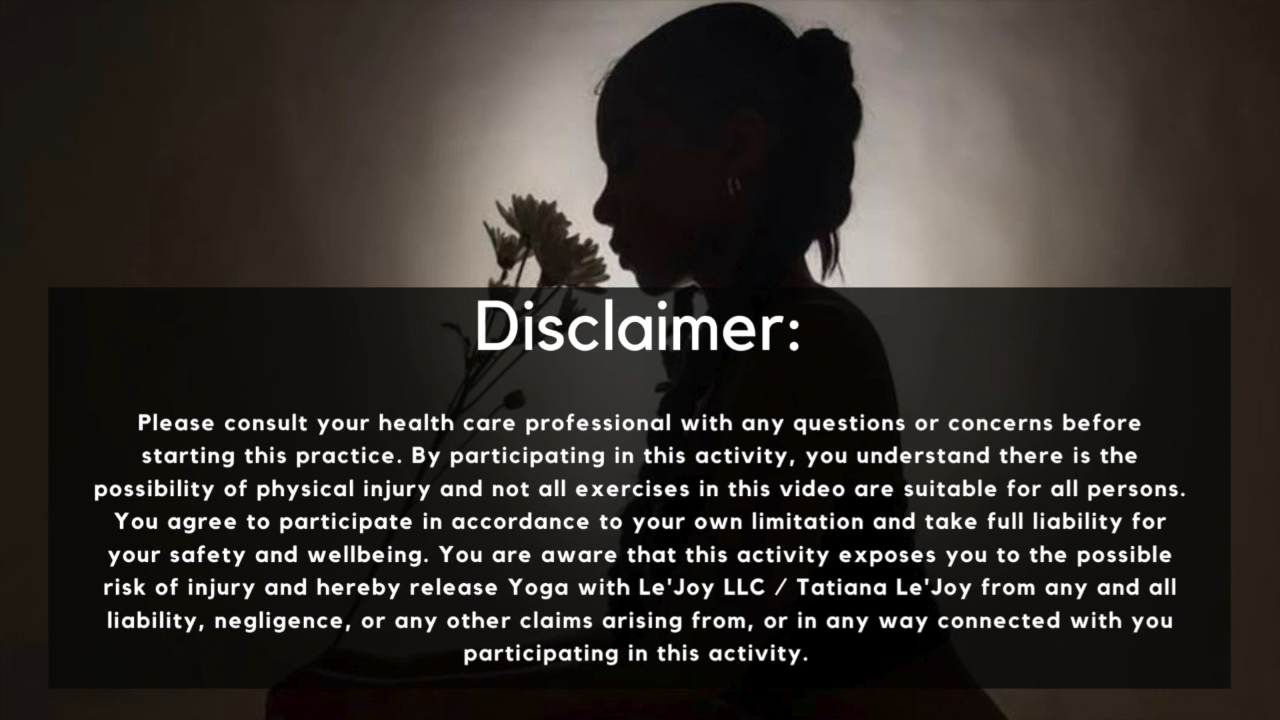 Disclaimer:
Please consult your health care professional with any questions or concerns before
starting this practice. By participating in this activity, you understand there is the
possibility of physical injury and not all exercises in this video are suitable for all persons.
You agree to participate in accordance to your own limitation and take full liability for
your safety and wellbeing. You are aware that this activity exposes you to the possible
risk of injury and hereby release Yoga with Le'Joy LLC / Tatiana Le'Joy from any and all
liability, negligence, or any other claims arising from, or in any way connected with you
participating in this activity.